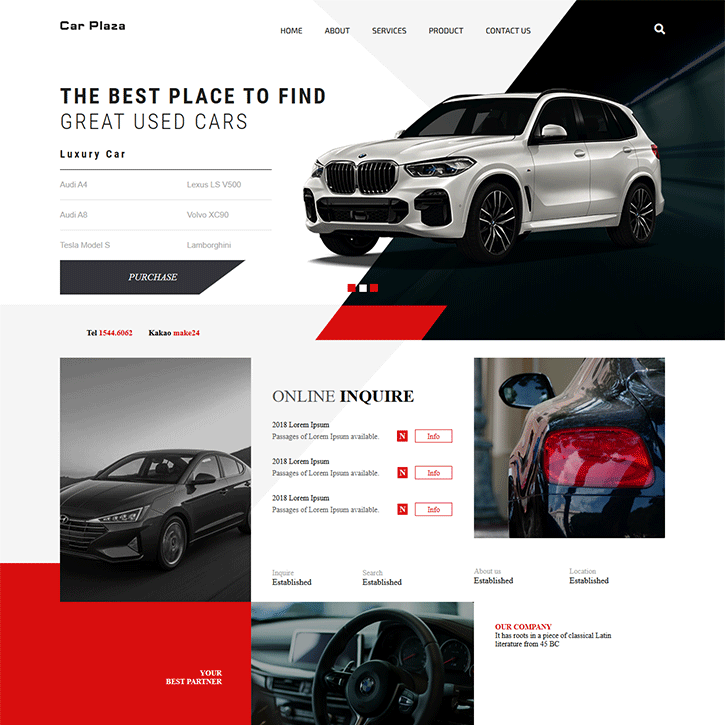 Car Plaza
HOME ABOUT SERVICES PRODUCT CONTACT US
THE BEST PLACE TO FIND
GREAT USED CARS
Luxury Car
Audi A4 Lexus LS V500
Audi A8 Volvo XC90
Tesla Model S Lamborghini
PURCHASE
Tel 1544.6062 Kakao make24
ONLINE INQUIRE
2018 Lorem Ipsum
Passages of Lorem Ipsum available. N Info
2018 Lorem Ipsum
Passages of Lorem Ipsum available. N Info
2018 Lorem Ipsum
Passages of Lorem Ipsum available. N Info
Inquire Search About us Location
Established Established Established Established
YOUR
BEST PARTNER
OUR COMPANY
It has roots in a piece of classical Latin
literature from 45 BC